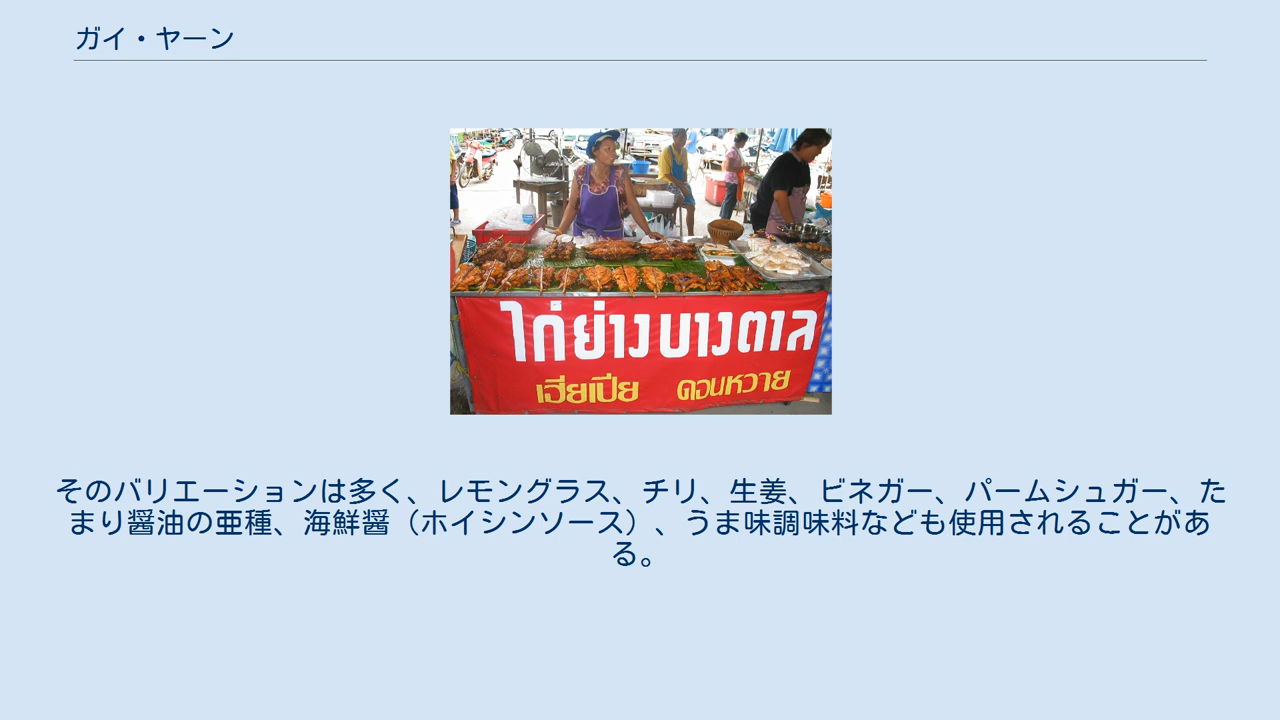 ガイ・ヤーン
ไก่ย่างบางตาล
เฮียเปีย ดอนหวาย
そのバリエーションは多く、レモングラス、チリ、生姜、ビネガー、パームシュガー、た
まり醤油の亜種、海鮮醤（ホイシンソース）、うま味調味料なども使用されることがあ
る。